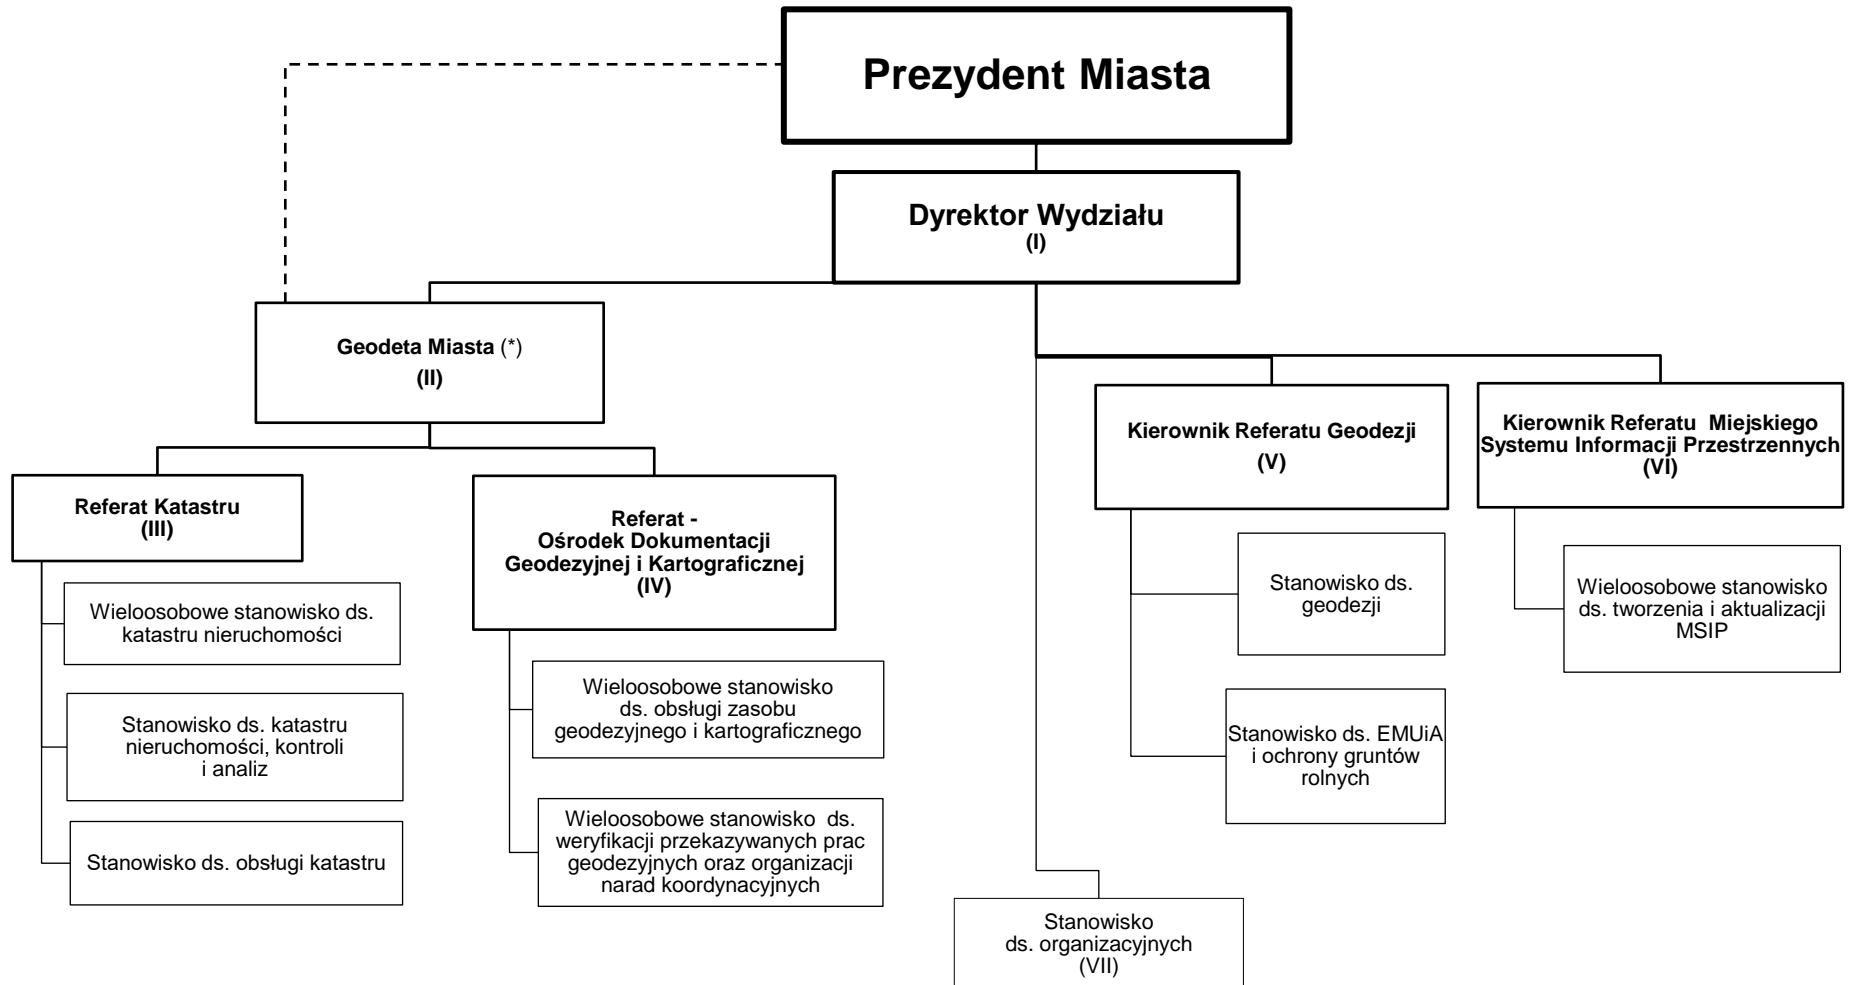 Prezydent Miasta
Dyrektor Wydziału
(I)
Geodeta Miasta (*)
(II)
Referat Katastru
(III)
Wieloosobowe stanowisko ds.
katastru nieruchomości
Stanowisko ds. katastru
nieruchomości, kontroli
i analiz
Stanowisko ds. obsługi katastru
Referat -
Ośrodek Dokumentacji
Geodezyjnej i Kartograficznej
(IV)
Wieloosobowe stanowisko
ds. obsługi zasobu
geodezyjnego i kartograficznego
Wieloosobowe stanowisko  ds.
weryfikacji przekazywanych prac
geodezyjnych oraz organizacji
narad koordynacyjnych
Kierownik Referatu Geodezji
(V)
Stanowisko ds.
geodezji
Stanowisko ds. EMUiA
i ochrony gruntów
rolnych
Kierownik Referatu  Miejskiego
Systemu Informacji Przestrzennych
(VI)
Wieloosobowe stanowisko
ds. tworzenia i aktualizacji
MSIP
Stanowisko
ds. organizacyjnych
(VII)